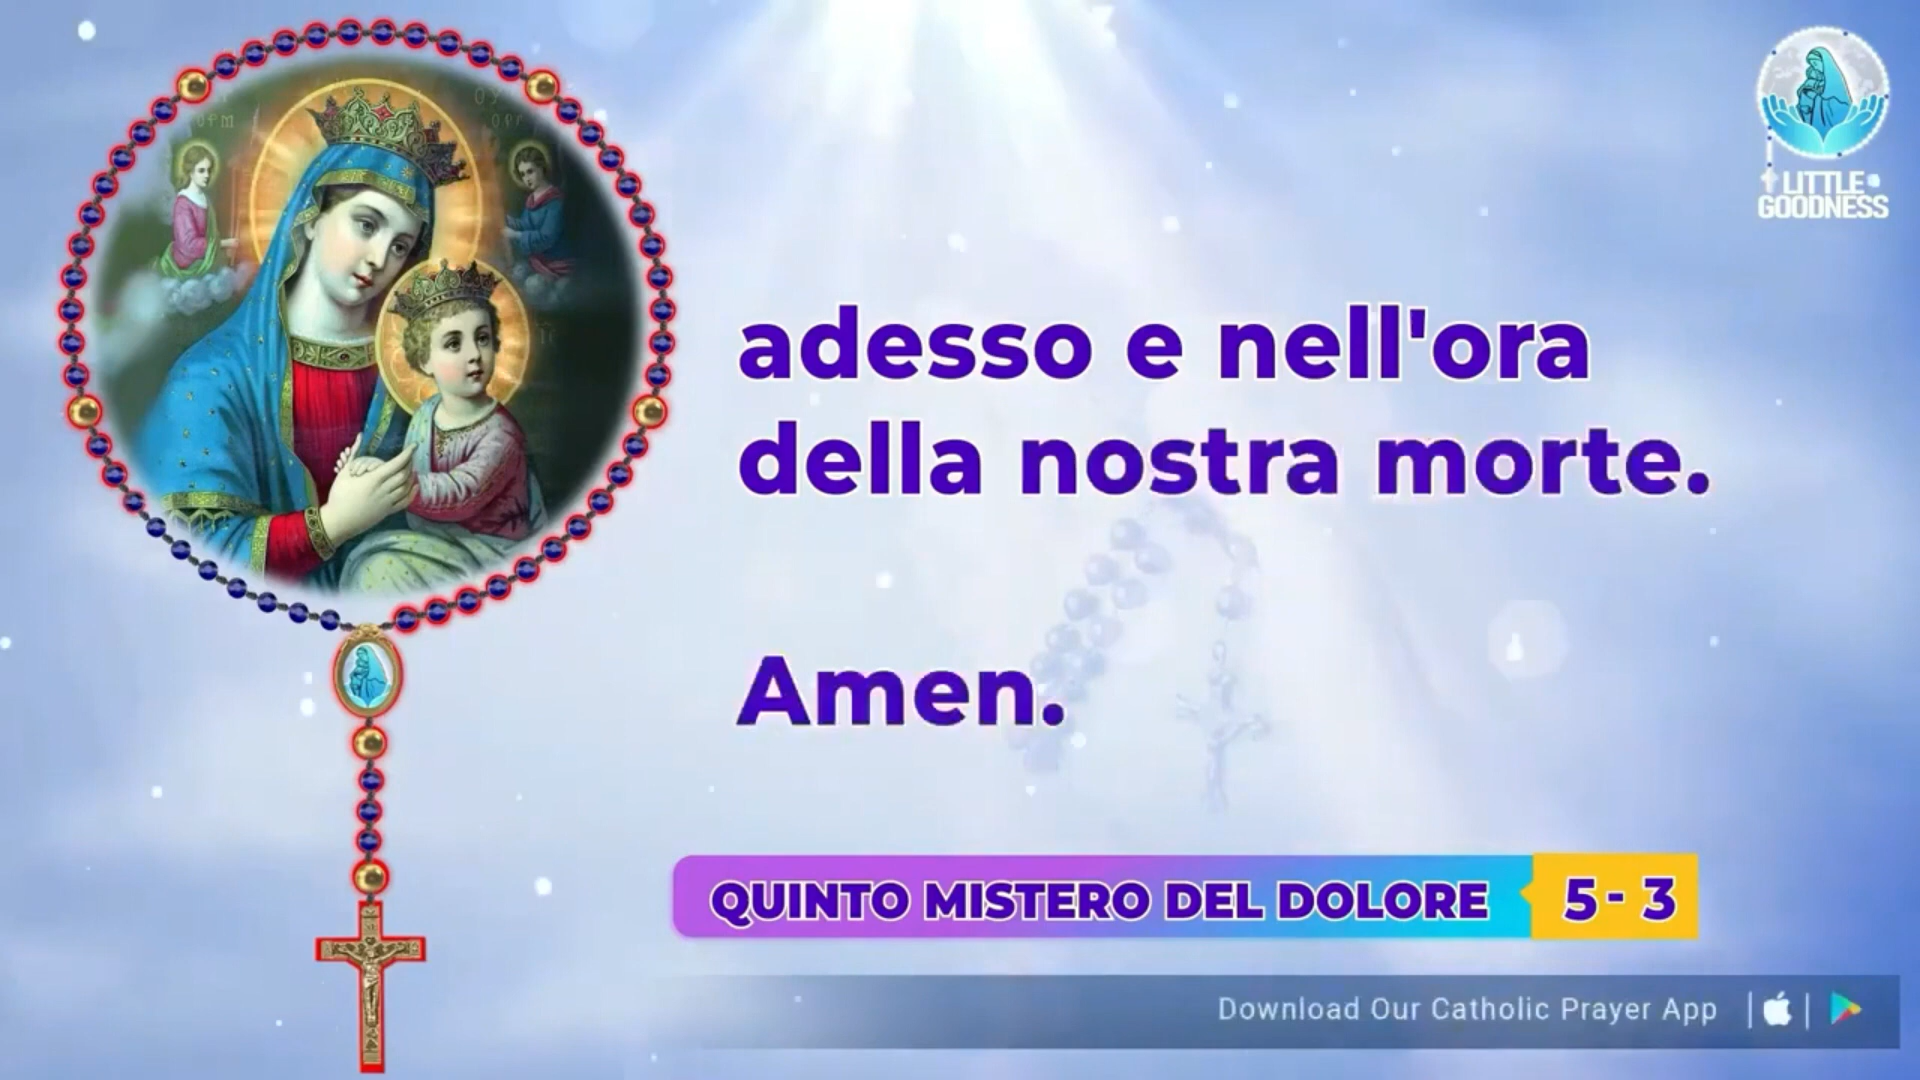 LITTLE
GOODNESS
adesso e nell'ora
della nostra morte.
Amen.
QUINTO MISTERO DEL DOLORE 5 - 3
Download Our Catholic Prayer App